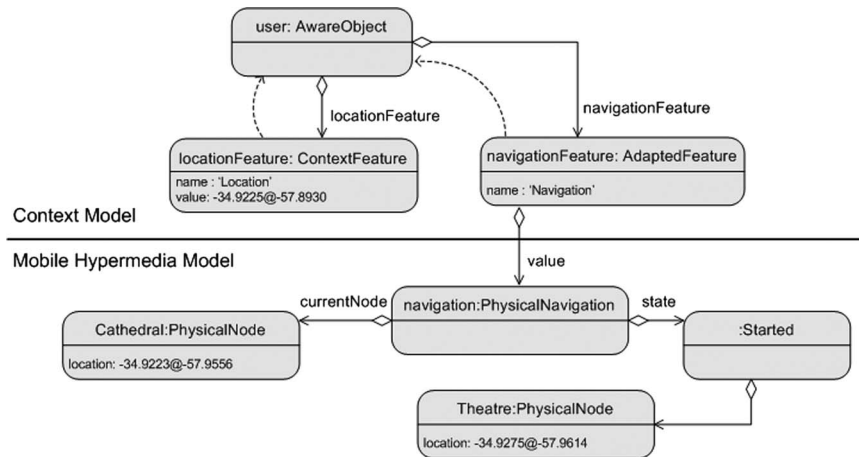 user: AwareObject
locationFeature
navigationFeature
locationFeature: ContextFeature
name : 'Location'
value: -34.9225@-57.8930
navigationFeature: AdaptedFeature
name : 'Navigation'
Context Model
Mobile Hypermedia Model
value
currentNode
navigation:PhysicalNavigation
state
Cathedral:PhysicalNode
location: -34.9223@-57.9556
:Started
Theatre:PhysicalNode
location: -34.9275@-57.9614